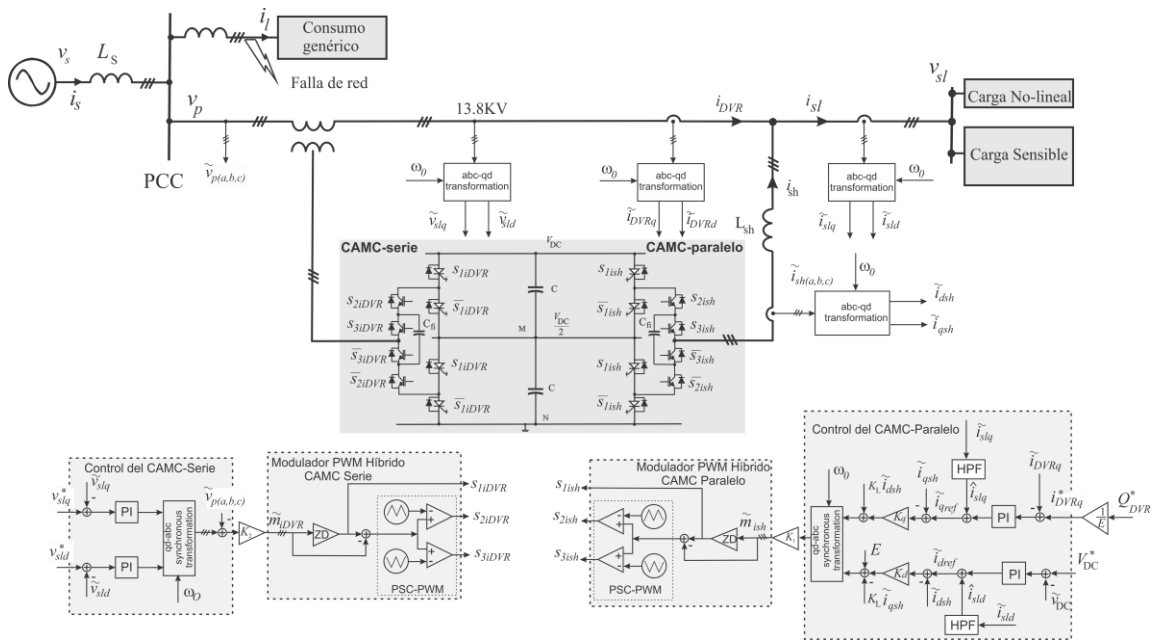 i_l
Consumo
genérico
v_s
L_S
i_s
Falla de red
v_p
13.8KV
i_DVR
i_sl
v_sl
Carga No-lineal
Carga Sensible
ṽ_p(a,b,c)
PCC
ω_0
abc-qd
transformation
ω_0
abc-qd
transformation
i_sh
abc-qd
transformation
ω_0
ṽ_slq
ṽ_sld
ĩ_DVRq
ĩ_DVRd
L_sh
ĩ_slq
ĩ_sld
CAMC-serie
V_DC
CAMC-paralelo
s_1iDVR
C
s_1ish
ĩ_sh(a,b,c)
ω_0
abc-qd
transformation
ĩ_dsh
ĩ_qsh
s_2iDVR
s̅_1iDVR
s̅_1ish
s_2ish
s_3iDVR
C_fi
M
V_DC
2
C_fi
s_3ish
s̅_3iDVR
s_1iDVR
s_1ish
s̅_3ish
s̅_2iDVR
C
s̅_2ish
s̅_1iDVR
N
s̅_1ish
Control del CAMC-Serie
v*_slq
ṽ_slq
-
PI
qd-abc
synchronous
transformation
ṽ_p(a,b,c)
-
v*_sld
-
ṽ_sld
PI
ω_0
Modulador PWM Híbrido
CAMC Serie
m̃_iDVR
ZD
-
+
-
+
-
PSC-PWM
s_1iDVR
s_2iDVR
s_3iDVR
Modulador PWM Híbrido
CAMC Paralelo
s_1ish
s_2ish
s_3ish
-
+
+
-
-
ZD
m̃_ish
PSC-PWM
Control del CAMC-Paralelo
ĩ_slq
HPF
î_slq
ĩ_DVRq
ω_0
K_L ĩ_dsh
ĩ_qsh
ĩ_qref
i*_DVRq
Q*_DVR
K_q
-
PI
-
1
E
qd-abc
synchronous
transformation
E
ĩ_dref
V*_DC
K_d
-
PI
-
K_L ĩ_qsh
-
ĩ_dsh
î_sld
ṽ_DC
HPF
ĩ_sld